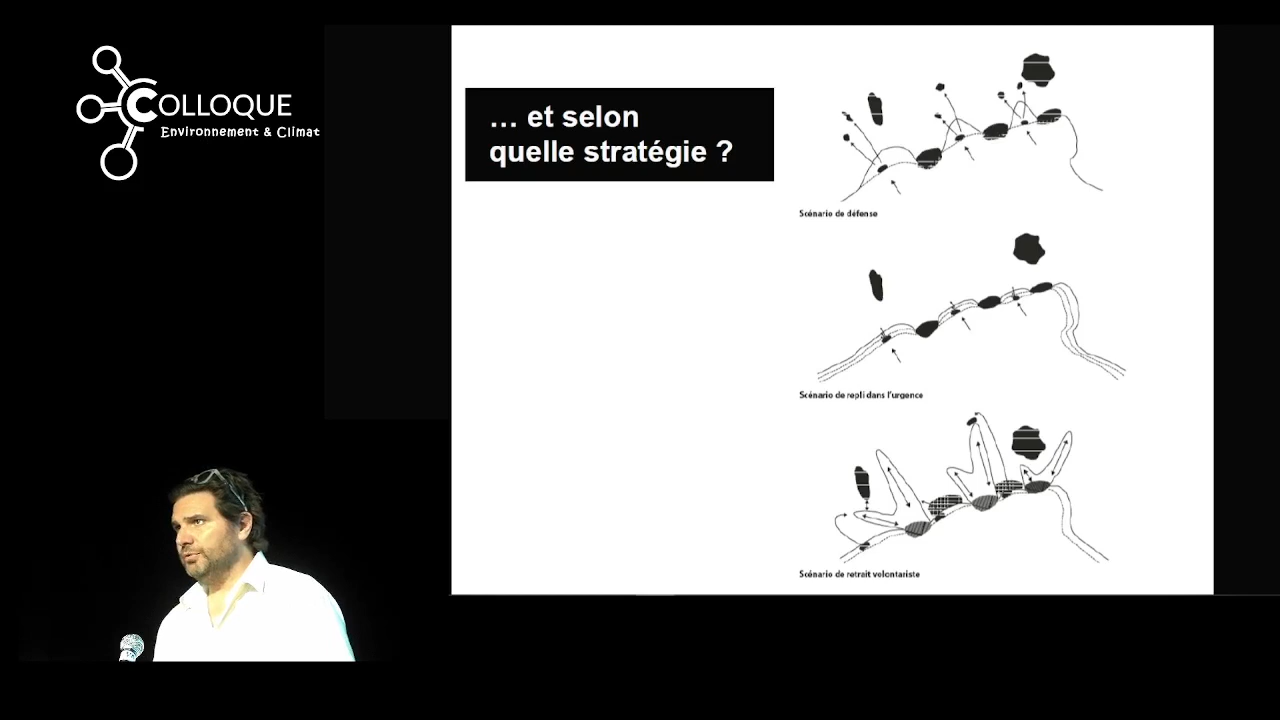 COLLOQUE
Environnement & Climat
… et selon
quelle stratégie ?
Scénario de défense
Scénario de repli dans l'urgence
Scénario de retrait volontariste